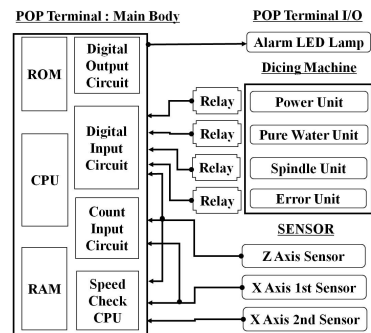 POP Terminal : Main Body
POP Terminal I/O
ROM
Digital
Output
Circuit
Alarm LED Lamp
Dicing Machine
Relay
Power Unit
CPU
Digital
Input
Circuit
Relay
Pure Water Unit
Relay
Spindle Unit
Relay
Error Unit
Count
Input
Circuit
SENSOR
Z Axis Sensor
RAM
Speed
Check
CPU
X Axis 1st Sensor
X Axis 2nd Sensor